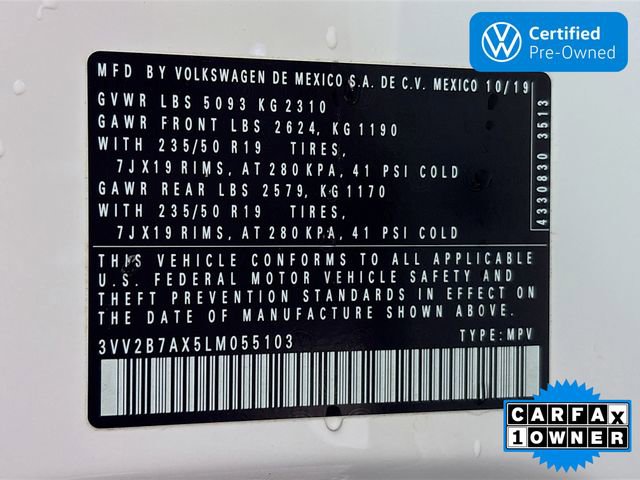 Certified
Pre-Owned
MFD BY VOLKSWAGEN DE MEXICO S.A. DE C.V. MEXICO 10/19
GVWR LBS 5093 KG 2310
GAWR FRONT LBS 2624, KG 1190
WITH 235/50 R19 TIRES,
7JX19 RIMS, AT 280 KPA, 41 PSI COLD
GAWR REAR LBS 2579, KG 1170
WITH 235/50 R19 TIRES,
7JX19 RIMS, AT 280 KPA, 41 PSI COLD
4330830 3513
THIS VEHICLE CONFORMS TO ALL APPLICABLE
U.S. FEDERAL MOTOR VEHICLE SAFETY AND
THEFT PREVENTION STANDARDS IN EFFECT ON
THE DATE OF MANUFACTURE SHOWN ABOVE.
3VV2B7AX5LM055103 TYPE: MPV
CARFAX
1 OWNER